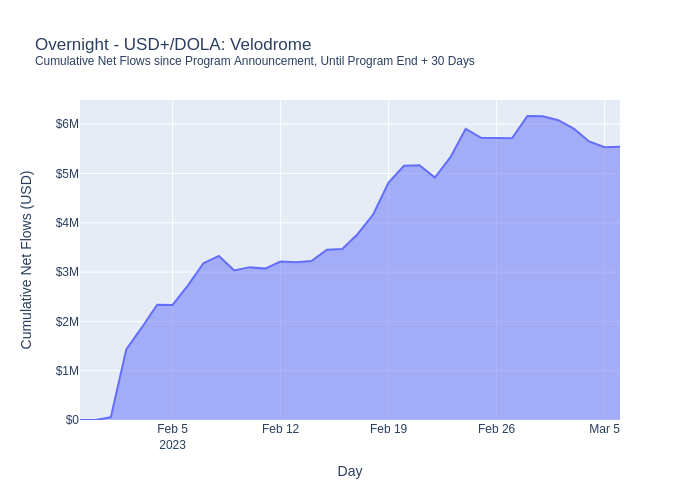 Overnight - USD+/DOLA: Velodrome
Cumulative Net Flows since Program Announcement, Until Program End + 30 Days
Cumulative Net Flows (USD)
$6M
$5M
$4M
$3M
$2M
$1M
$0
Feb 5
2023
Feb 12
Feb 19
Feb 26
Mar 5
Day